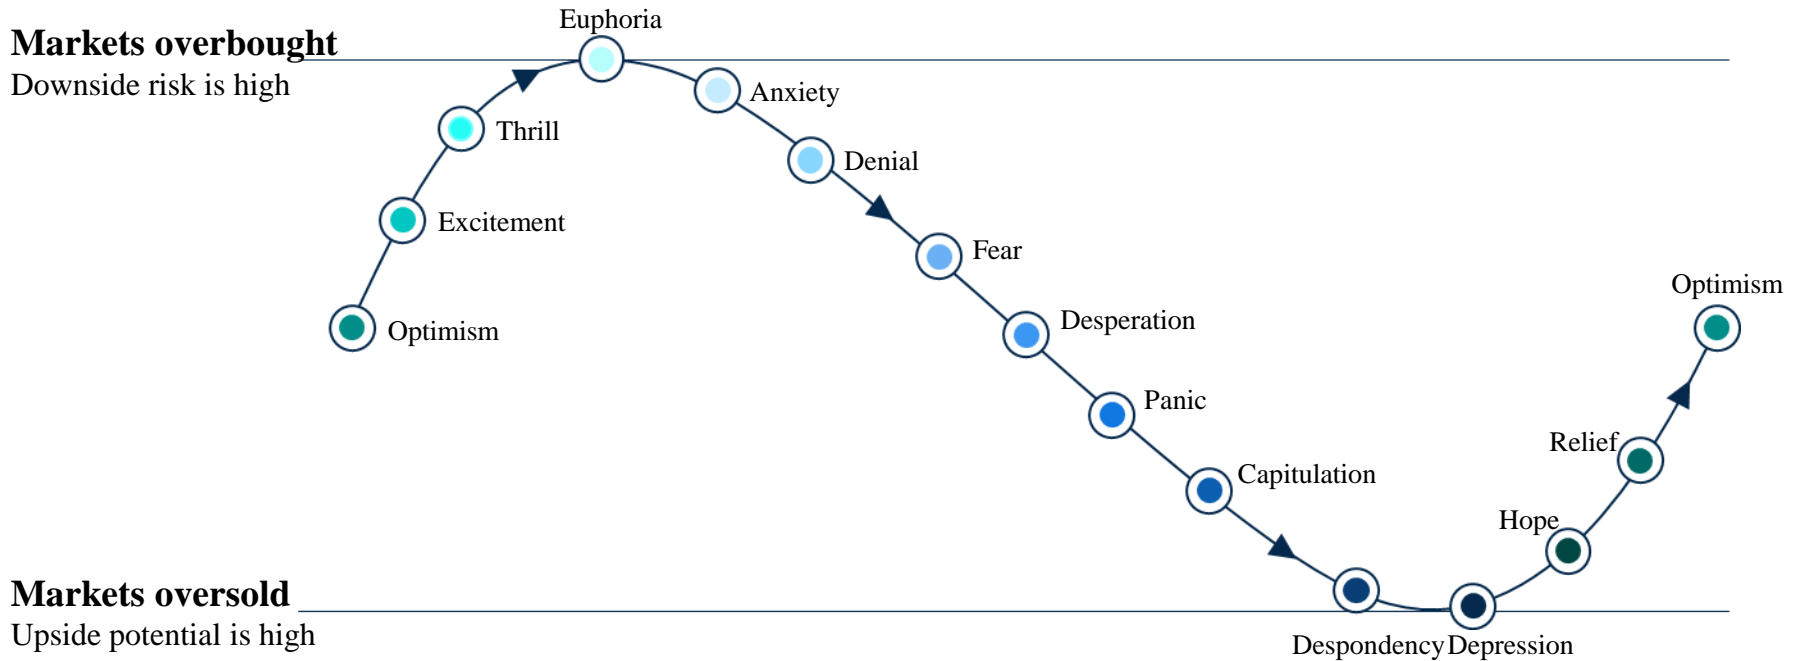 Euphoria
Markets overbought
Downside risk is high
Anxiety
Thrill
Denial
Excitement
Fear
Optimism
Desperation
Optimism
Panic
Relief
Capitulation
Hope
Markets oversold
Upside potential is high
Despondency
Depression